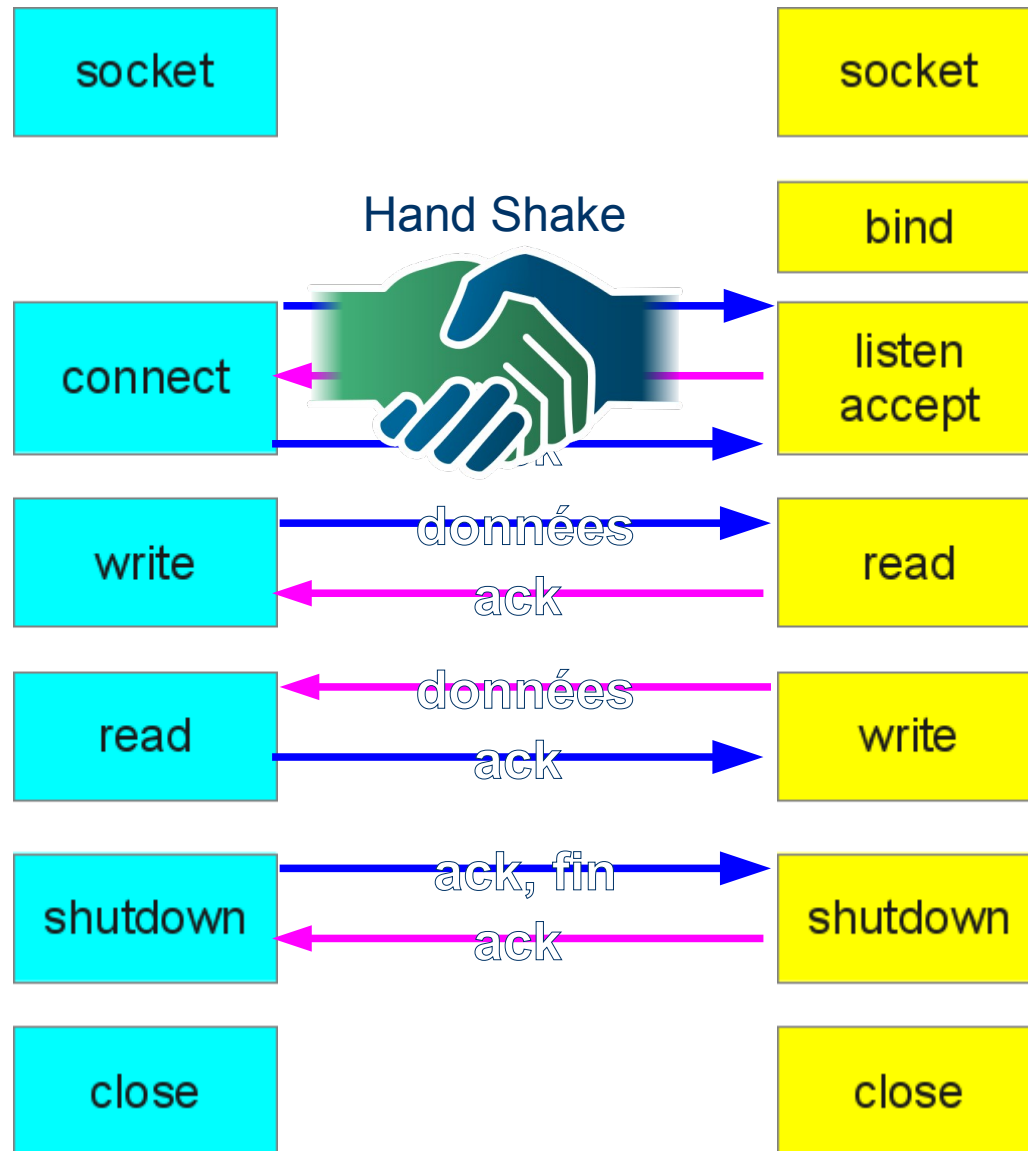 socket
socket
Hand Shake
bind
connect
listen
accept
données
write
read
ack
données
read
write
ack
ack, fin
shutdown
shutdown
ack
close
close